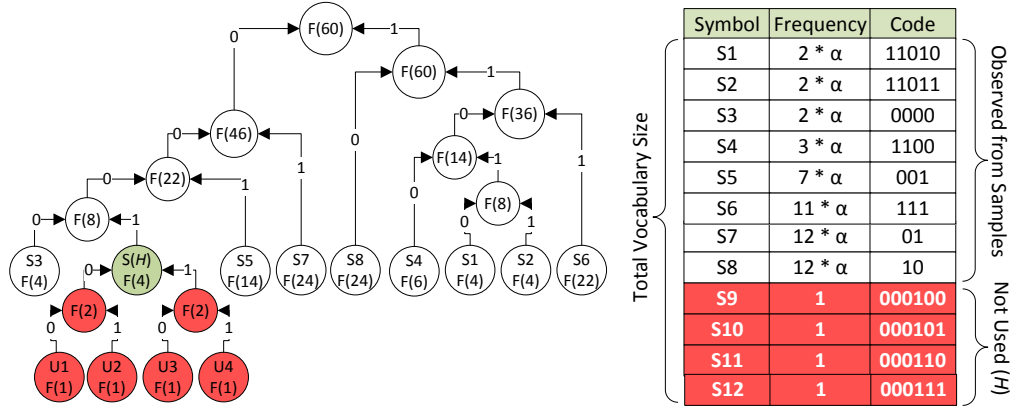 F(60)
0
1
F(60)
0
1
F(36)
0
1
F(46)
0
1
F(14)
0
1
F(22)
0
1
F(8)
F(8)
0
1
0
1
S3
F(4)
S(H)
F(4)
S5
F(14)
S7
F(24)
S8
F(24)
S4
F(6)
S1
F(4)
S2
F(4)
S6
F(22)
0
1
F(2)
F(2)
0
1
0
1
U1
F(1)
U2
F(1)
U3
F(1)
U4
F(1)
Total Vocabulary Size
Symbol Frequency Code
S1 2 * α 11010
S2 2 * α 11011
S3 2 * α 0000
S4 3 * α 1100
S5 7 * α 001
S6 11 * α 111
S7 12 * α 01
S8 12 * α 10
S9 1 000100
S10 1 000101
S11 1 000110
S12 1 000111
Observed from Samples
Not Used (H)